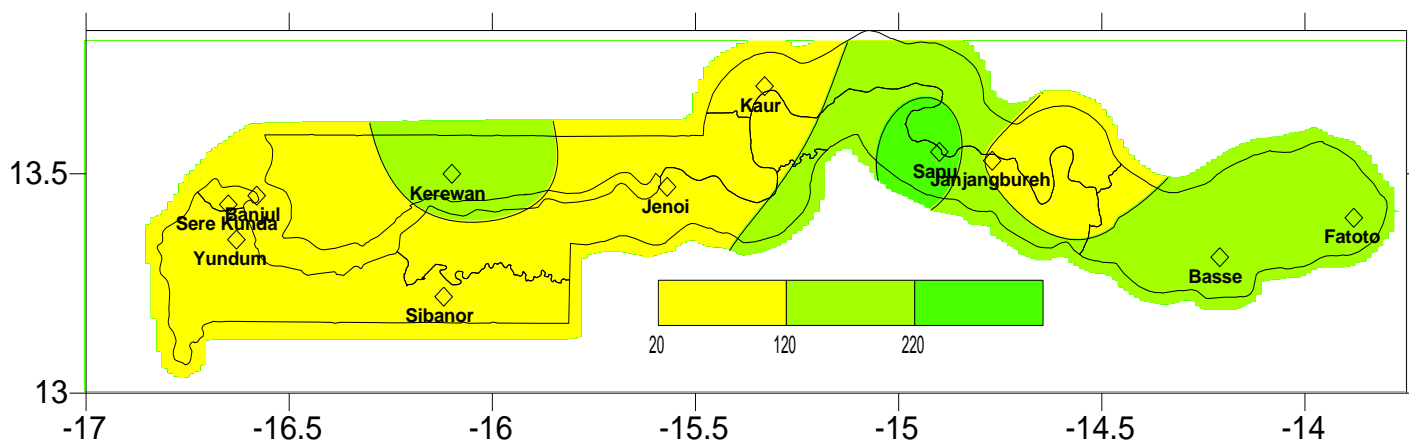 Kaur
13.5
Sapu
Janjangbureh
Kerewan
Jenoi
Banjul
Sere Kunda
Yundum
Fatoto
Basse
Sibanor
20 120 220
13
-17 -16.5 -16 -15.5 -15 -14.5 -14